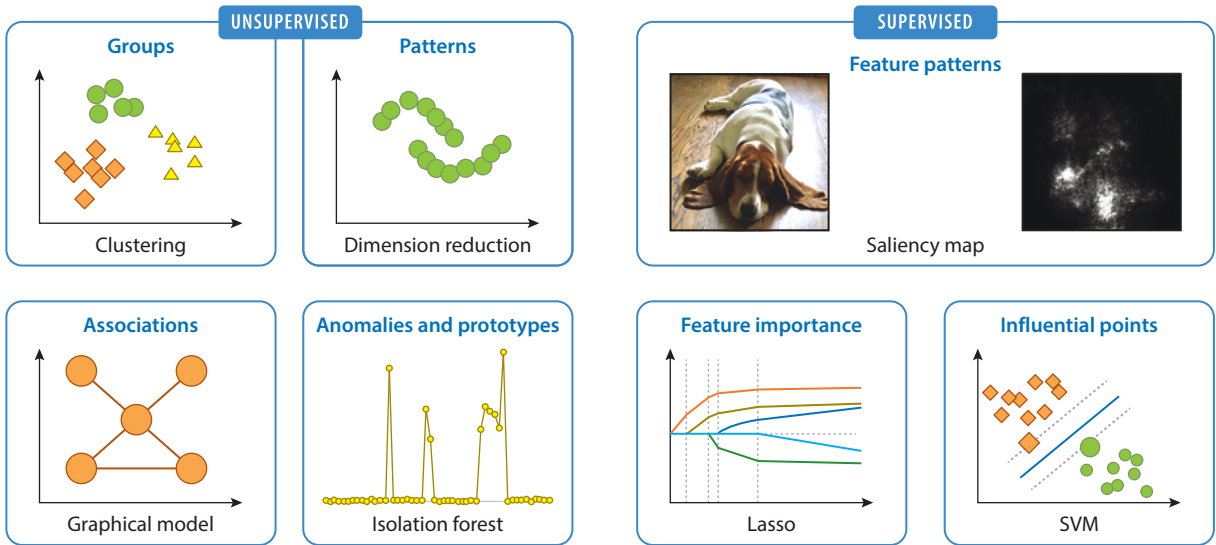 UNSUPERVISED
Groups
Clustering
Patterns
Dimension reduction
Associations
Graphical model
Anomalies and prototypes
Isolation forest
SUPERVISED
Feature patterns
Saliency map
Feature importance
Lasso
Influential points
SVM